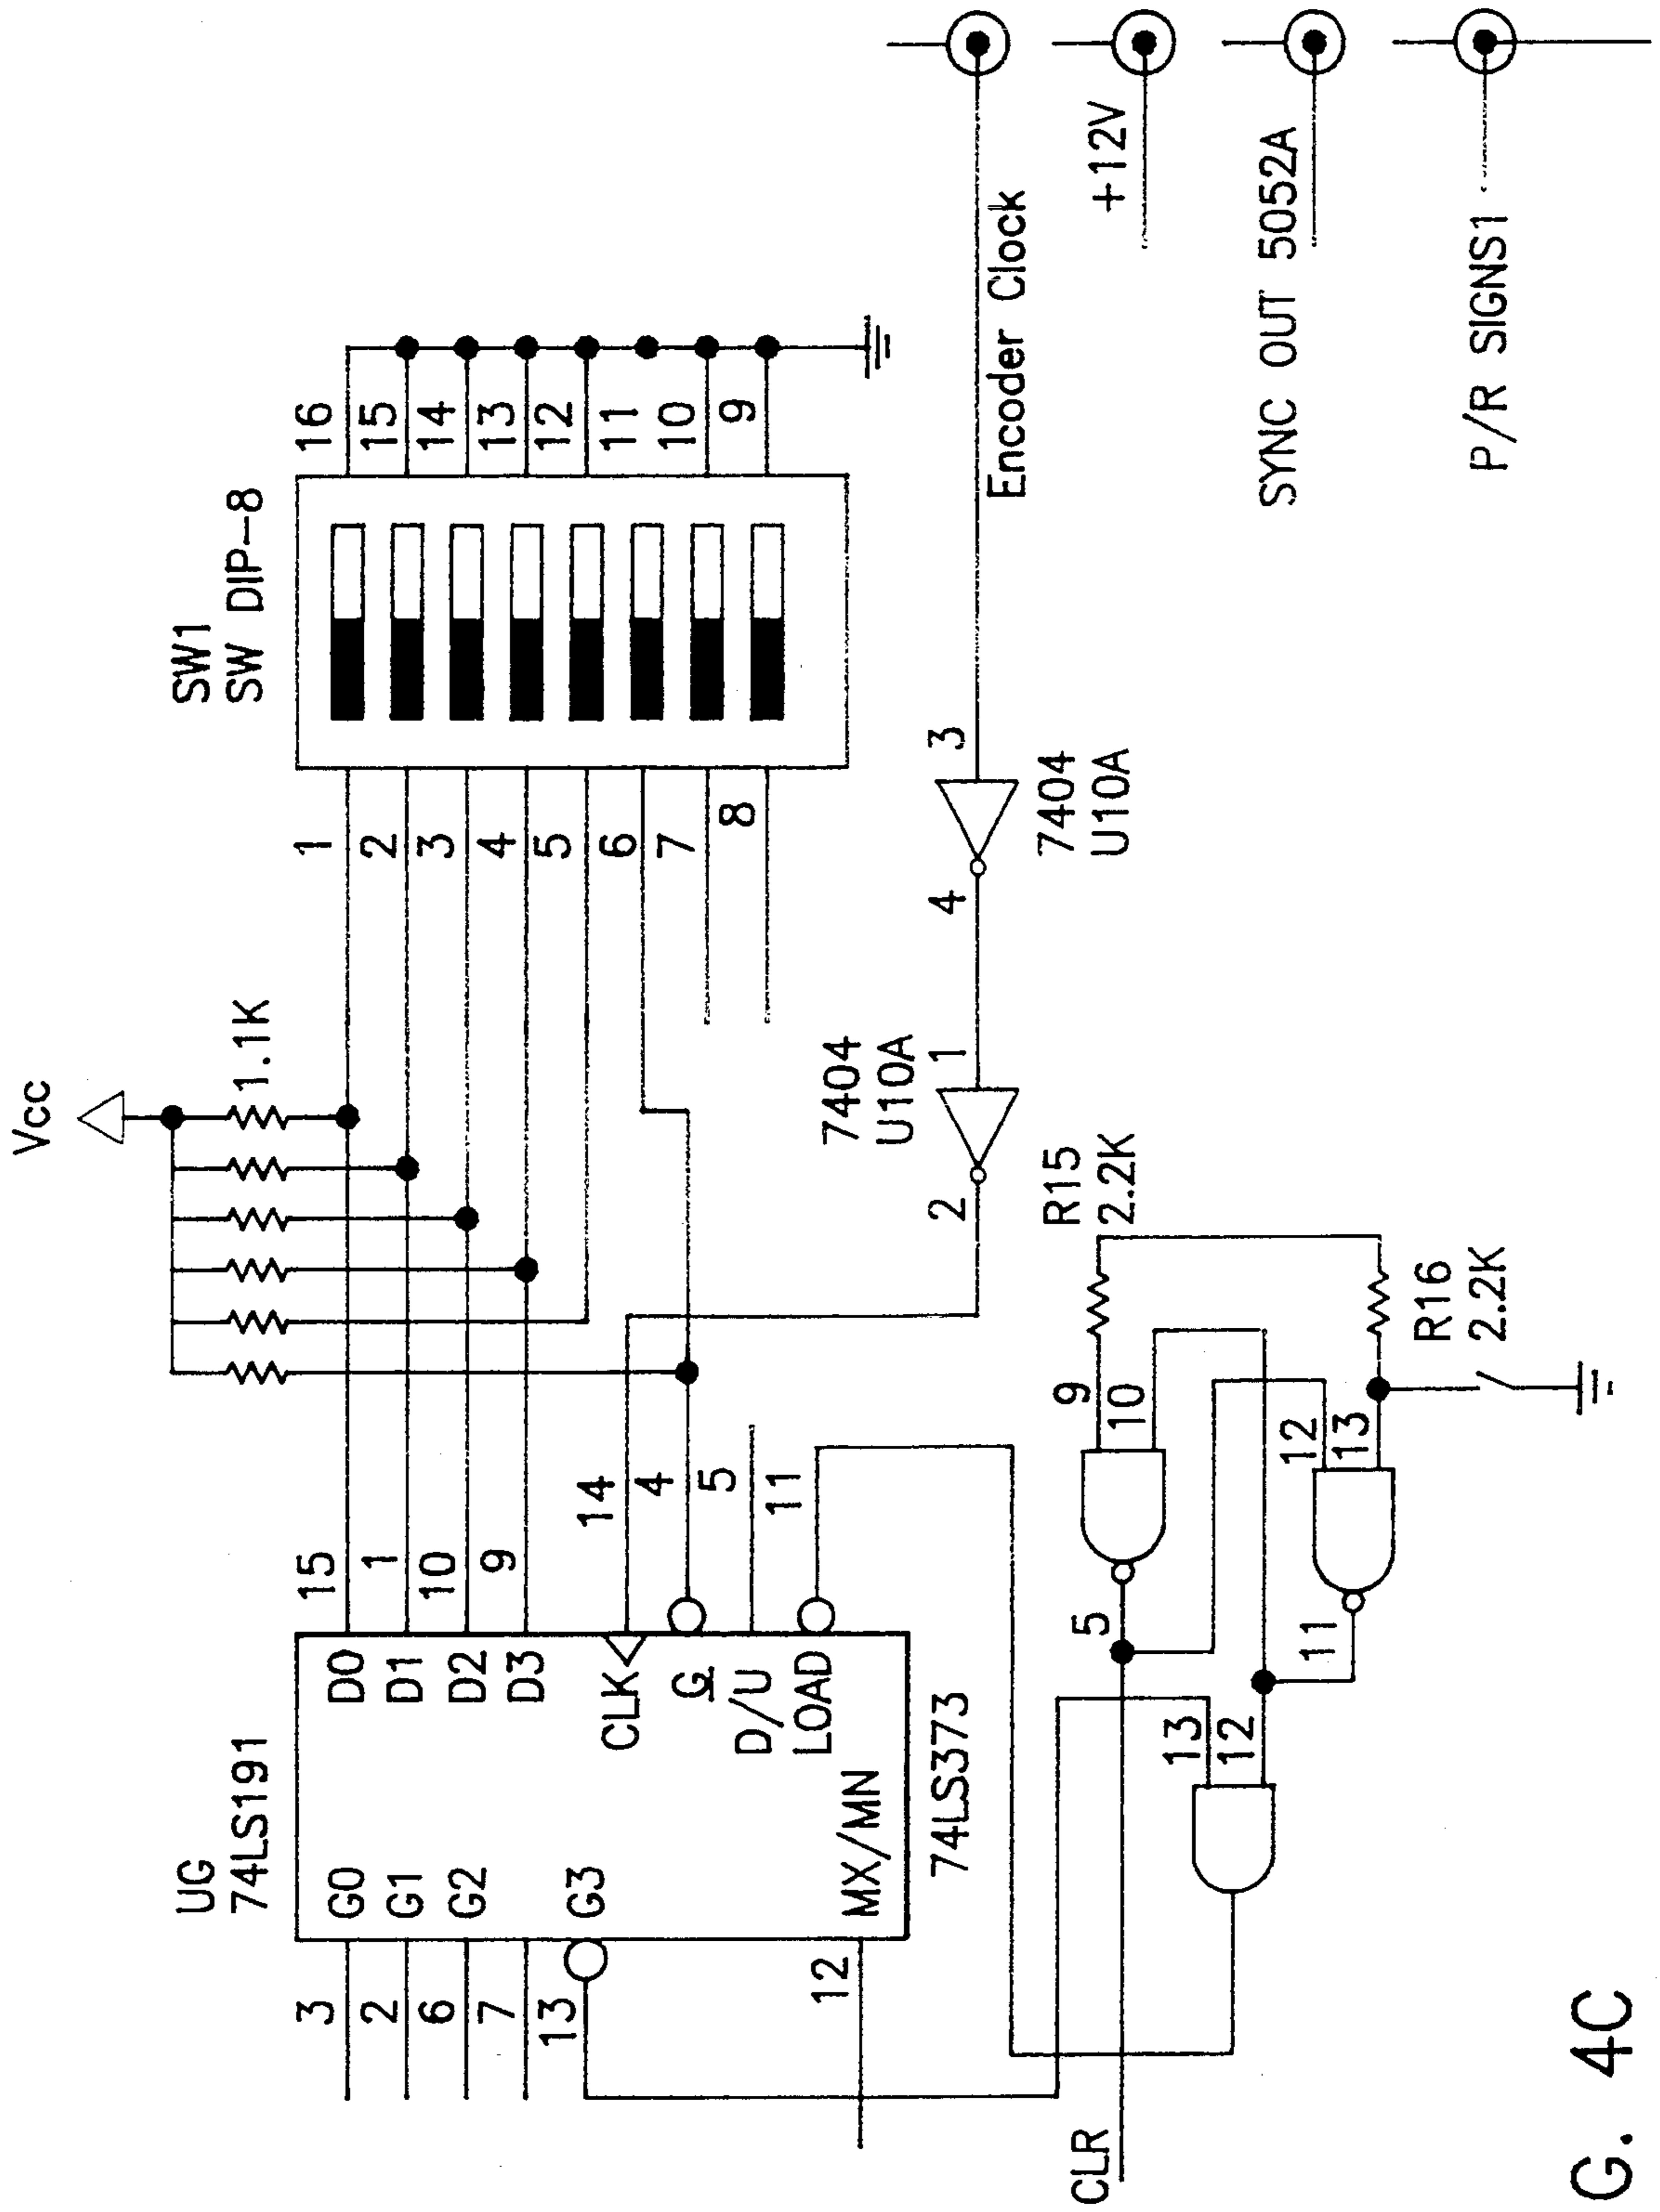 Vcc
1.1K
SW1
SW DIP-8
1
2
3
4
5
6
7
8
16
15
14
13
12
11
10
9
UG
74LS191
15
1
10
9
14
4
5
11
D0
D1
D2
D3
CLK
G
D/U
LOAD
G0
G1
G2
G3
MX/MN
3
2
6
7
13
12
74LS373
7404
U10A
1
2
7404
U10A
3
4
Encoder Clock
+12V
SYNC OUT 5052A
P/R SIGNS1
R15
2.2K
R16
2.2K
9
10
5
12
13
11
13
12
CLR
G. 4C